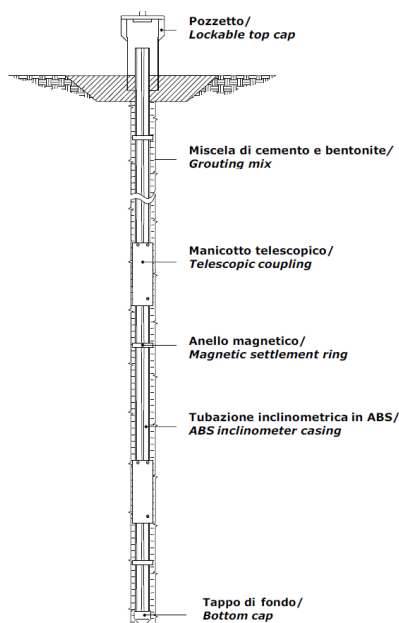 Pozzetto/
Lockable top cap
Miscela di cemento e bentonite/
Grouting mix
Manicotto telescopico/
Telescopic coupling
Anello magnetico/
Magnetic settlement ring
Tubazione inclinometrica in ABS/
ABS inclinometer casing
Tappo di fondo/
Bottom cap